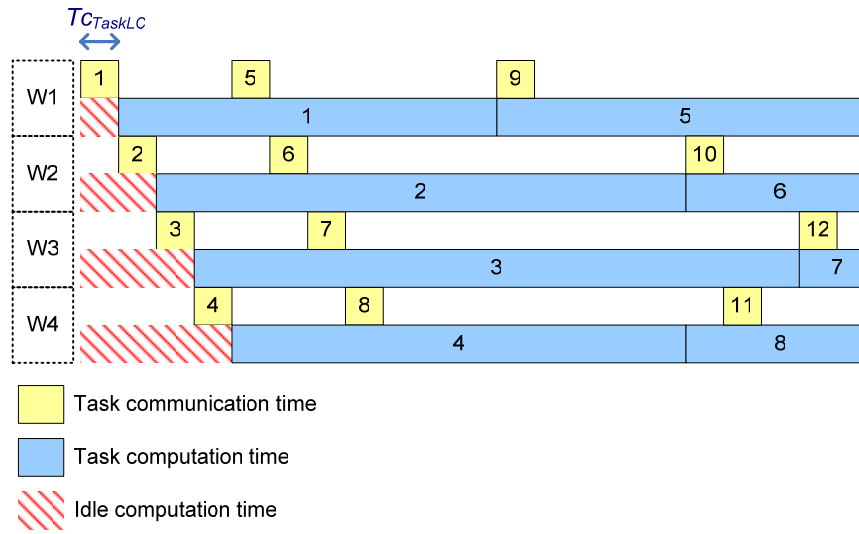 TcTaskLC
W1
1 5 9
1 5
W2
2 6 10
2 6
W3
3 7 12
3 7
W4
4 8 11
4 8
Task communication time
Task computation time
Idle computation time